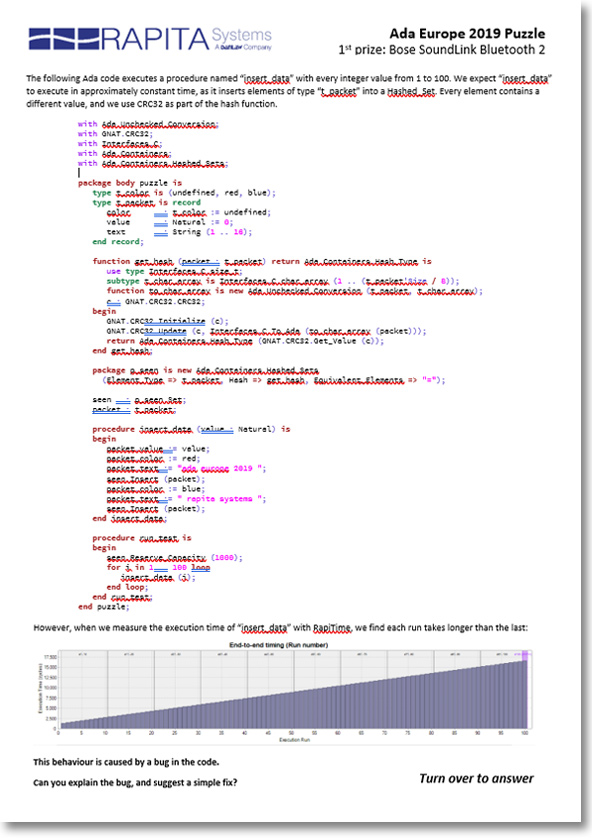 RAPITA Systems
A DANLAW Company
Ada Europe 2019 Puzzle
1st prize: Bose SoundLink Bluetooth 2
The following Ada code executes a procedure named "insert_data" with every integer value from 1 to 100. We expect "insert_data"
to execute in approximately constant time, as it inserts elements of type "t_packet" into a Hashed_Set. Every element contains a
different value, and we use CRC32 as part of the hash function.
with Ada.Unchecked_Conversion;
with GNAT.CRC32;
with Interfaces.C;
with Ada.Containers;
with Ada.Containers.Hashed_Sets;
package body puzzle is
type t_color is (undefined, red, blue);
type t_packet is record
color : t_color := undefined;
value : Natural := 0;
text : String (1 .. 16);
end record;
function get_hash (packet : t_packet) return Ada.Containers.Hash_Type is
use type Interfaces.C.size_t;
subtype t_char_array is Interfaces.C.char_array (1 .. (t_packet'Size / 8));
function to_char_array is new Ada.Unchecked_Conversion (t_packet, t_char_array);
c : GNAT.CRC32.CRC32;
begin
GNAT.CRC32.Initialize (c);
GNAT.CRC32.Update (c, Interfaces.C.To_Ada (to_char_array (packet)));
return Ada.Containers.Hash_Type (GNAT.CRC32.Get_Value (c));
end get_hash;
package p_seen is new Ada.Containers.Hashed_Sets
(Element_Type => t_packet, Hash => get_hash, Equivalent_Elements => "=");
seen : p_seen.Set;
packet : t_packet;
procedure insert_data (value : Natural) is
begin
packet.value := value;
packet.color := red;
packet.text := "ada europe 2019 ";
seen.Insert (packet);
packet.color := blue;
packet.text := " rapita systems ";
seen.Insert (packet);
end insert_data;
procedure run_test is
begin
seen.Reserve_Capacity (1000);
for i in 1 .. 100 loop
insert_data (i);
end loop;
end run_test;
end puzzle;
However, when we measure the execution time of "insert_data" with RapiTime, we find each run takes longer than the last:
End-to-end timing (Run number)
Execution Time (cycles)
17,500
15,000
12,500
10,000
7,500
5,000
2,500
0
0 5 10 15 20 25 30 35 40 45 50 55 60 65 70 75 80 85 90 95 100
Execution Run
This behaviour is caused by a bug in the code.
Can you explain the bug, and suggest a simple fix?
Turn over to answer